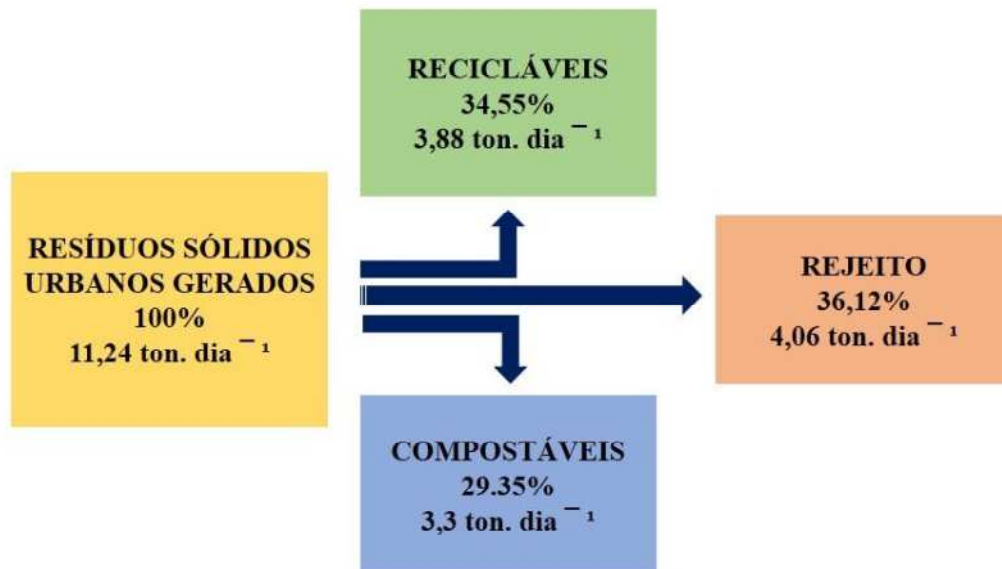 RESÍDUOS SÓLIDOS
URBANOS GERADOS
100%
11,24 ton. dia ⁻ ¹
RECICLÁVEIS
34,55%
3,88 ton. dia ⁻ ¹
COMPOSTÁVEIS
29.35%
3,3 ton. dia ⁻ ¹
REJEITO
36,12%
4,06 ton. dia ⁻ ¹